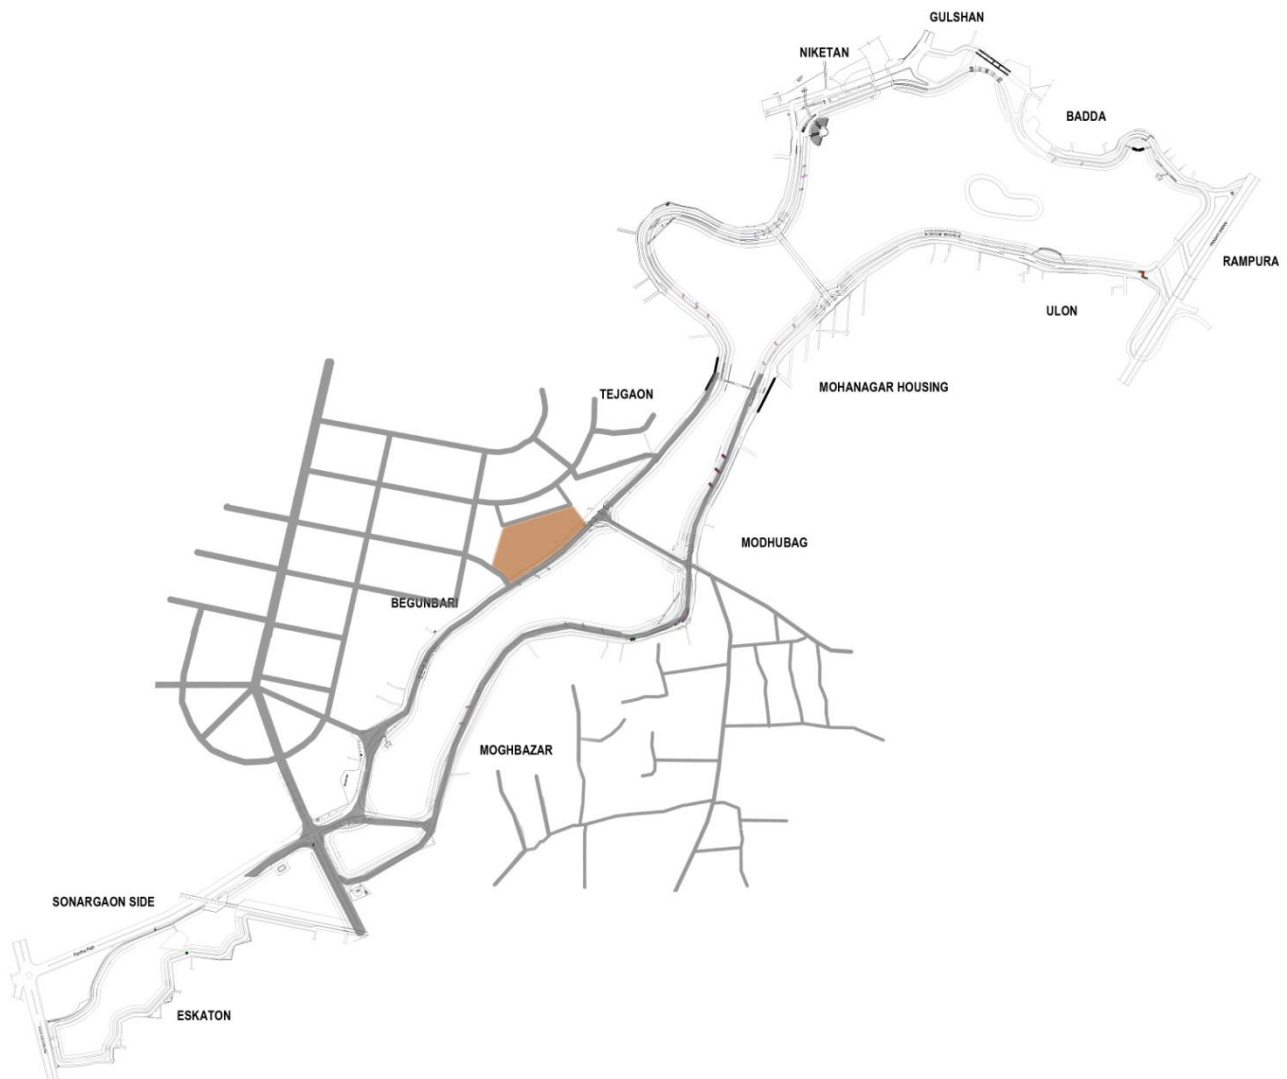 GULSHAN
NIKETAN
BADDA
RAMPURA
ULON
MOHANAGAR HOUSING
TEJGAON
MODHUBAG
BEGUNBARI
MOGHBAZAR
SONARGAON SIDE
ESKATON